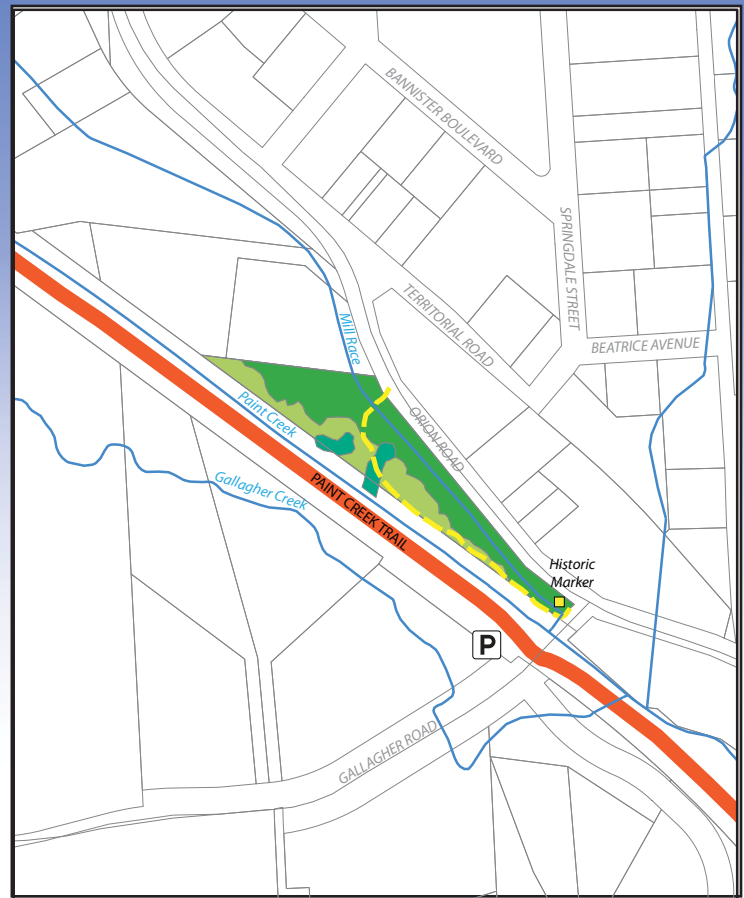 BANNISTER BOULEVARD
SPRINGDALE STREET
TERRITORIAL ROAD
BEATRICE AVENUE
Mill Race
Paint Creek
ORION ROAD
Gallagher Creek
PAINT CREEK TRAIL
Historic
Marker
P
GALLAGHER ROAD